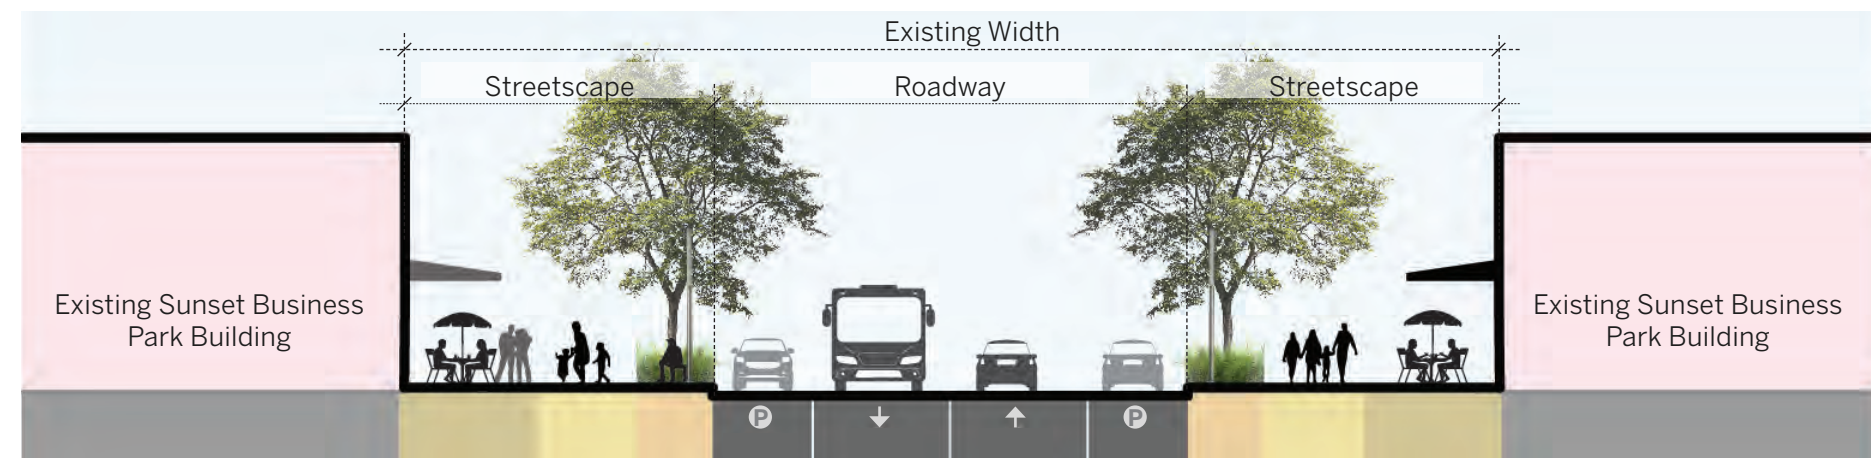 Existing Width
Streetscape
Roadway
Streetscape
Existing Sunset Business
Park Building
Existing Sunset Business
Park Building
P
P